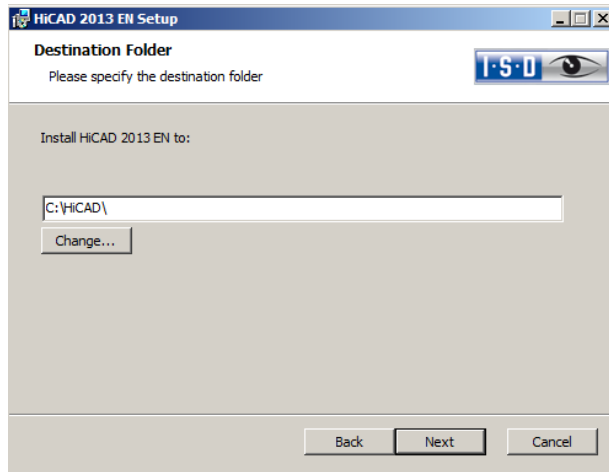 HiCAD 2013 EN Setup
Destination Folder
Please specify the destination folder
I·S·D
Install HiCAD 2013 EN to:
C:\HiCAD\
Change...
Back Next Cancel